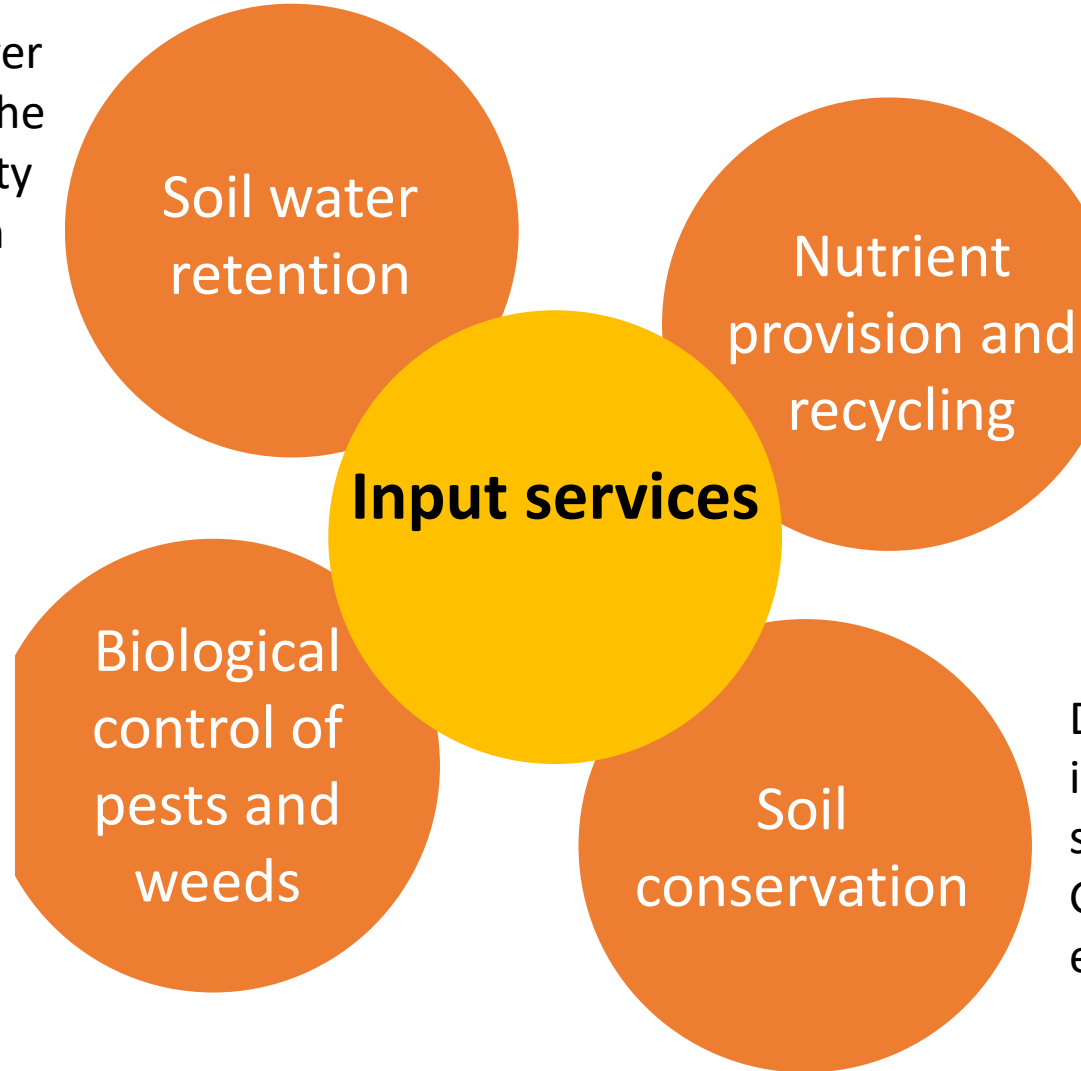 Soil water
retention
Nutrient
provision and
recycling
Input services
Biological
control of
pests and
weeds
Soil
conservation